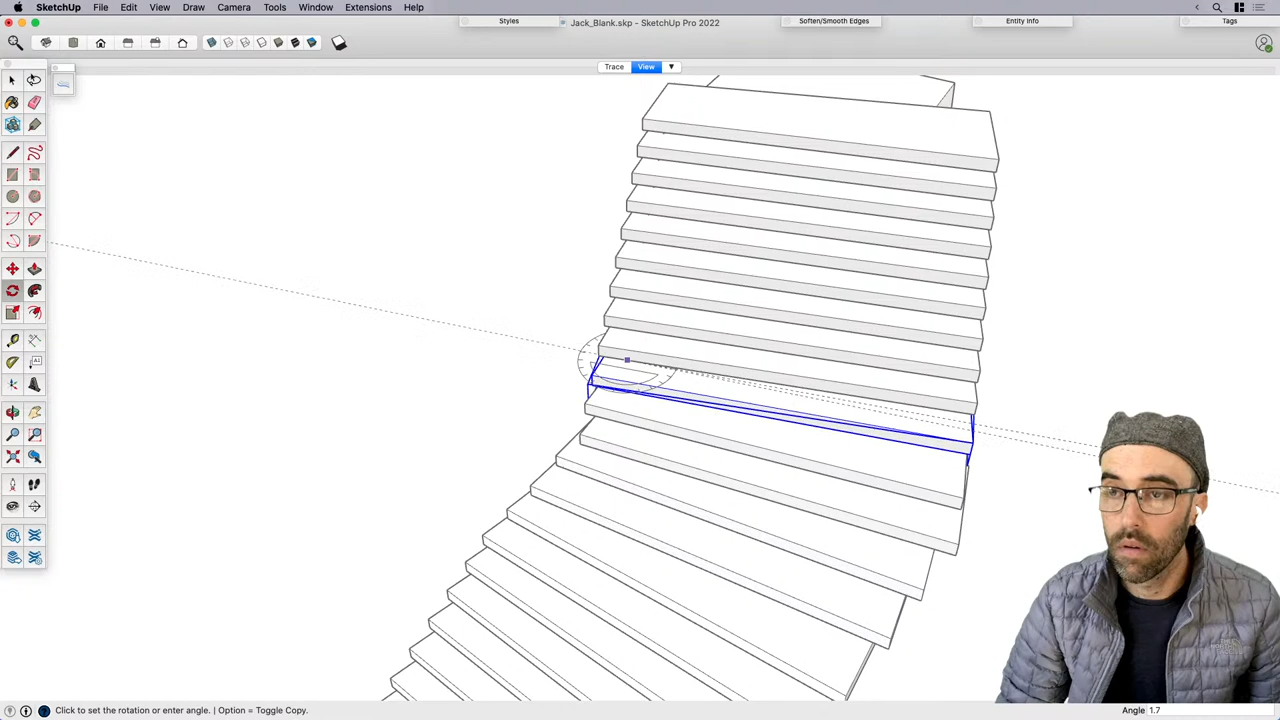 SketchUp File Edit View Draw Camera Tools Window Extensions Help
Styles
Jack_Blank.skp - SketchUp Pro 2022
Soften/Smooth Edges
Entity Info
Tags
Trace View
Click to set the rotation or enter angle. | Option = Toggle Copy.
Angle 1.7